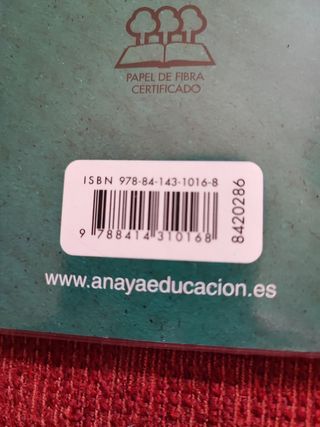 PAPEL DE FIBRA
CERTIFICADO
ISBN 978-84-143-1016-8
9 788414 310168
8420286
www.anayaeducacion.es